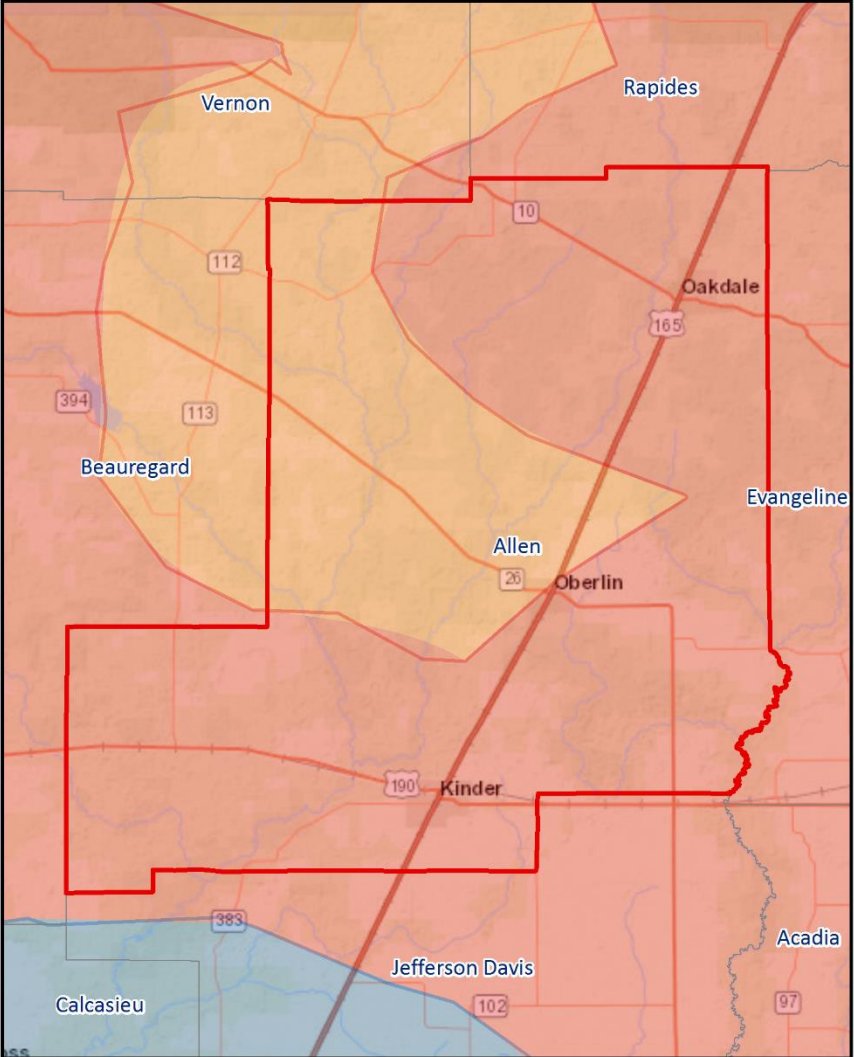 Rapides
Vernon
10
112
Oakdale
165
394
113
Beauregard
Evangeline
Allen
26
Oberlin
190
Kinder
383
Acadia
Jefferson Davis
Calcasieu
102
97